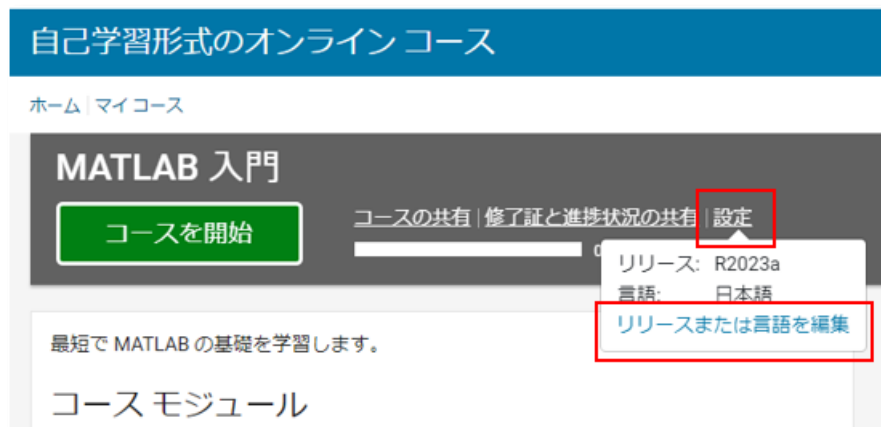 自己学習形式のオンライン コース
ホーム | マイ コース
MATLAB 入門
コースを開始
コースの共有 | 修了証と進捗状況の共有 | 設定
リリース: R2023a
言語: 日本語
リリースまたは言語を編集
最短で MATLAB の基礎を学習します。
コース モジュール